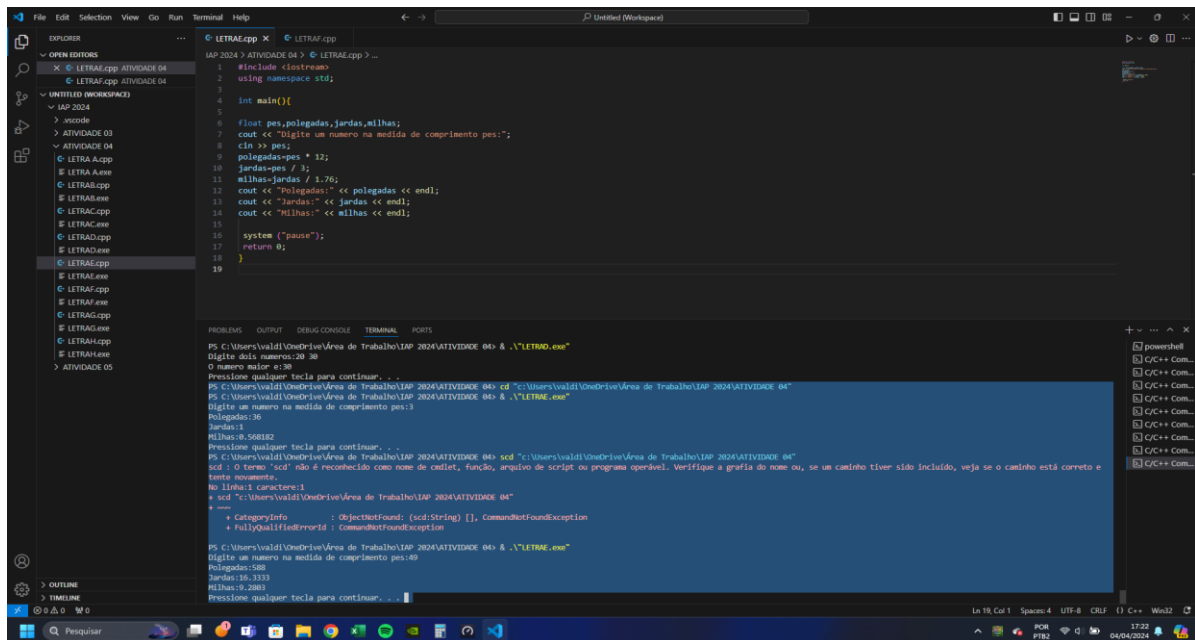 File Edit Selection View Go Run Terminal Help
Untitled (Workspace)
EXPLORER
OPEN EDITORS
LETRAE.cpp ATIVIDADE 04
LETRAF.cpp ATIVIDADE 04
UNTITLED (WORKSPACE)
IAP 2024
.vscode
ATIVIDADE 03
ATIVIDADE 04
LETRA A.cpp
LETRA A.exe
LETRAB.cpp
LETRAB.exe
LETRAC.cpp
LETRAC.exe
LETRAD.cpp
LETRAD.exe
LETRAE.cpp
LETRAE.exe
LETRAF.cpp
LETRAF.exe
LETRAG.cpp
LETRAG.exe
LETRAH.cpp
LETRAH.exe
ATIVIDADE 05
OUTLINE
TIMELINE
LETRAE.cpp LETRAF.cpp
IAP 2024 > ATIVIDADE 04 > LETRAE.cpp > ...
1 #include <iostream>
2 using namespace std;
3
4 int main(){
5
6 float pes,polegadas,jardas,milhas;
7 cout << "Digite um numero na medida de comprimento pes:";
8 cin >> pes;
9 polegadas=pes * 12;
10 jardas=pes / 3;
11 milhas=jardas / 1.76;
12 cout << "Polegadas:" << polegadas << endl;
13 cout << "Jardas:" << jardas << endl;
14 cout << "Milhas:" << milhas << endl;
15
16 system ("pause");
17 return 0;
18 }
19
PROBLEMS OUTPUT DEBUG CONSOLE TERMINAL PORTS
PS C:\Users\valdi\OneDrive\Área de Trabalho\IAP 2024\ATIVIDADE 04> & .\"LETRAD.exe"
Digite dois numeros:20 30
O numero maior e:30
Pressione qualquer tecla para continuar. . .
PS C:\Users\valdi\OneDrive\Área de Trabalho\IAP 2024\ATIVIDADE 04> cd "c:\Users\valdi\OneDrive\Área de Trabalho\IAP 2024\ATIVIDADE 04"
PS C:\Users\valdi\OneDrive\Área de Trabalho\IAP 2024\ATIVIDADE 04> & .\"LETRAE.exe"
Digite um numero na medida de comprimento pes:3
Polegadas:36
Jardas:1
Milhas:0.568182
Pressione qualquer tecla para continuar. . .
PS C:\Users\valdi\OneDrive\Área de Trabalho\IAP 2024\ATIVIDADE 04> scd "c:\Users\valdi\OneDrive\Área de Trabalho\IAP 2024\ATIVIDADE 04"
scd : O termo 'scd' não é reconhecido como nome de cmdlet, função, arquivo de script ou programa operável. Verifique a grafia do nome ou, se um caminho tiver sido incluído, veja se o caminho está correto e
tente novamente.
No linha:1 caractere:1
+ scd "c:\Users\valdi\OneDrive\Área de Trabalho\IAP 2024\ATIVIDADE 04"
+ ~~~
+ CategoryInfo : ObjectNotFound: (scd:String) [], CommandNotFoundException
+ FullyQualifiedErrorId : CommandNotFoundException
PS C:\Users\valdi\OneDrive\Área de Trabalho\IAP 2024\ATIVIDADE 04> & .\"LETRAE.exe"
Digite um numero na medida de comprimento pes:49
Polegadas:588
Jardas:16.3333
Milhas:9.2803
Pressione qualquer tecla para continuar. . .
powershell
C/C++ Com...
C/C++ Com...
C/C++ Com...
C/C++ Com...
C/C++ Com...
C/C++ Com...
C/C++ Com...
C/C++ Com...
C/C++ Com...
0 0 0
Ln 19, Col 1 Spaces: 4 UTF-8 CRLF {} C++ Win32
Pesquisar
POR
PTB2
17:22
04/04/2024